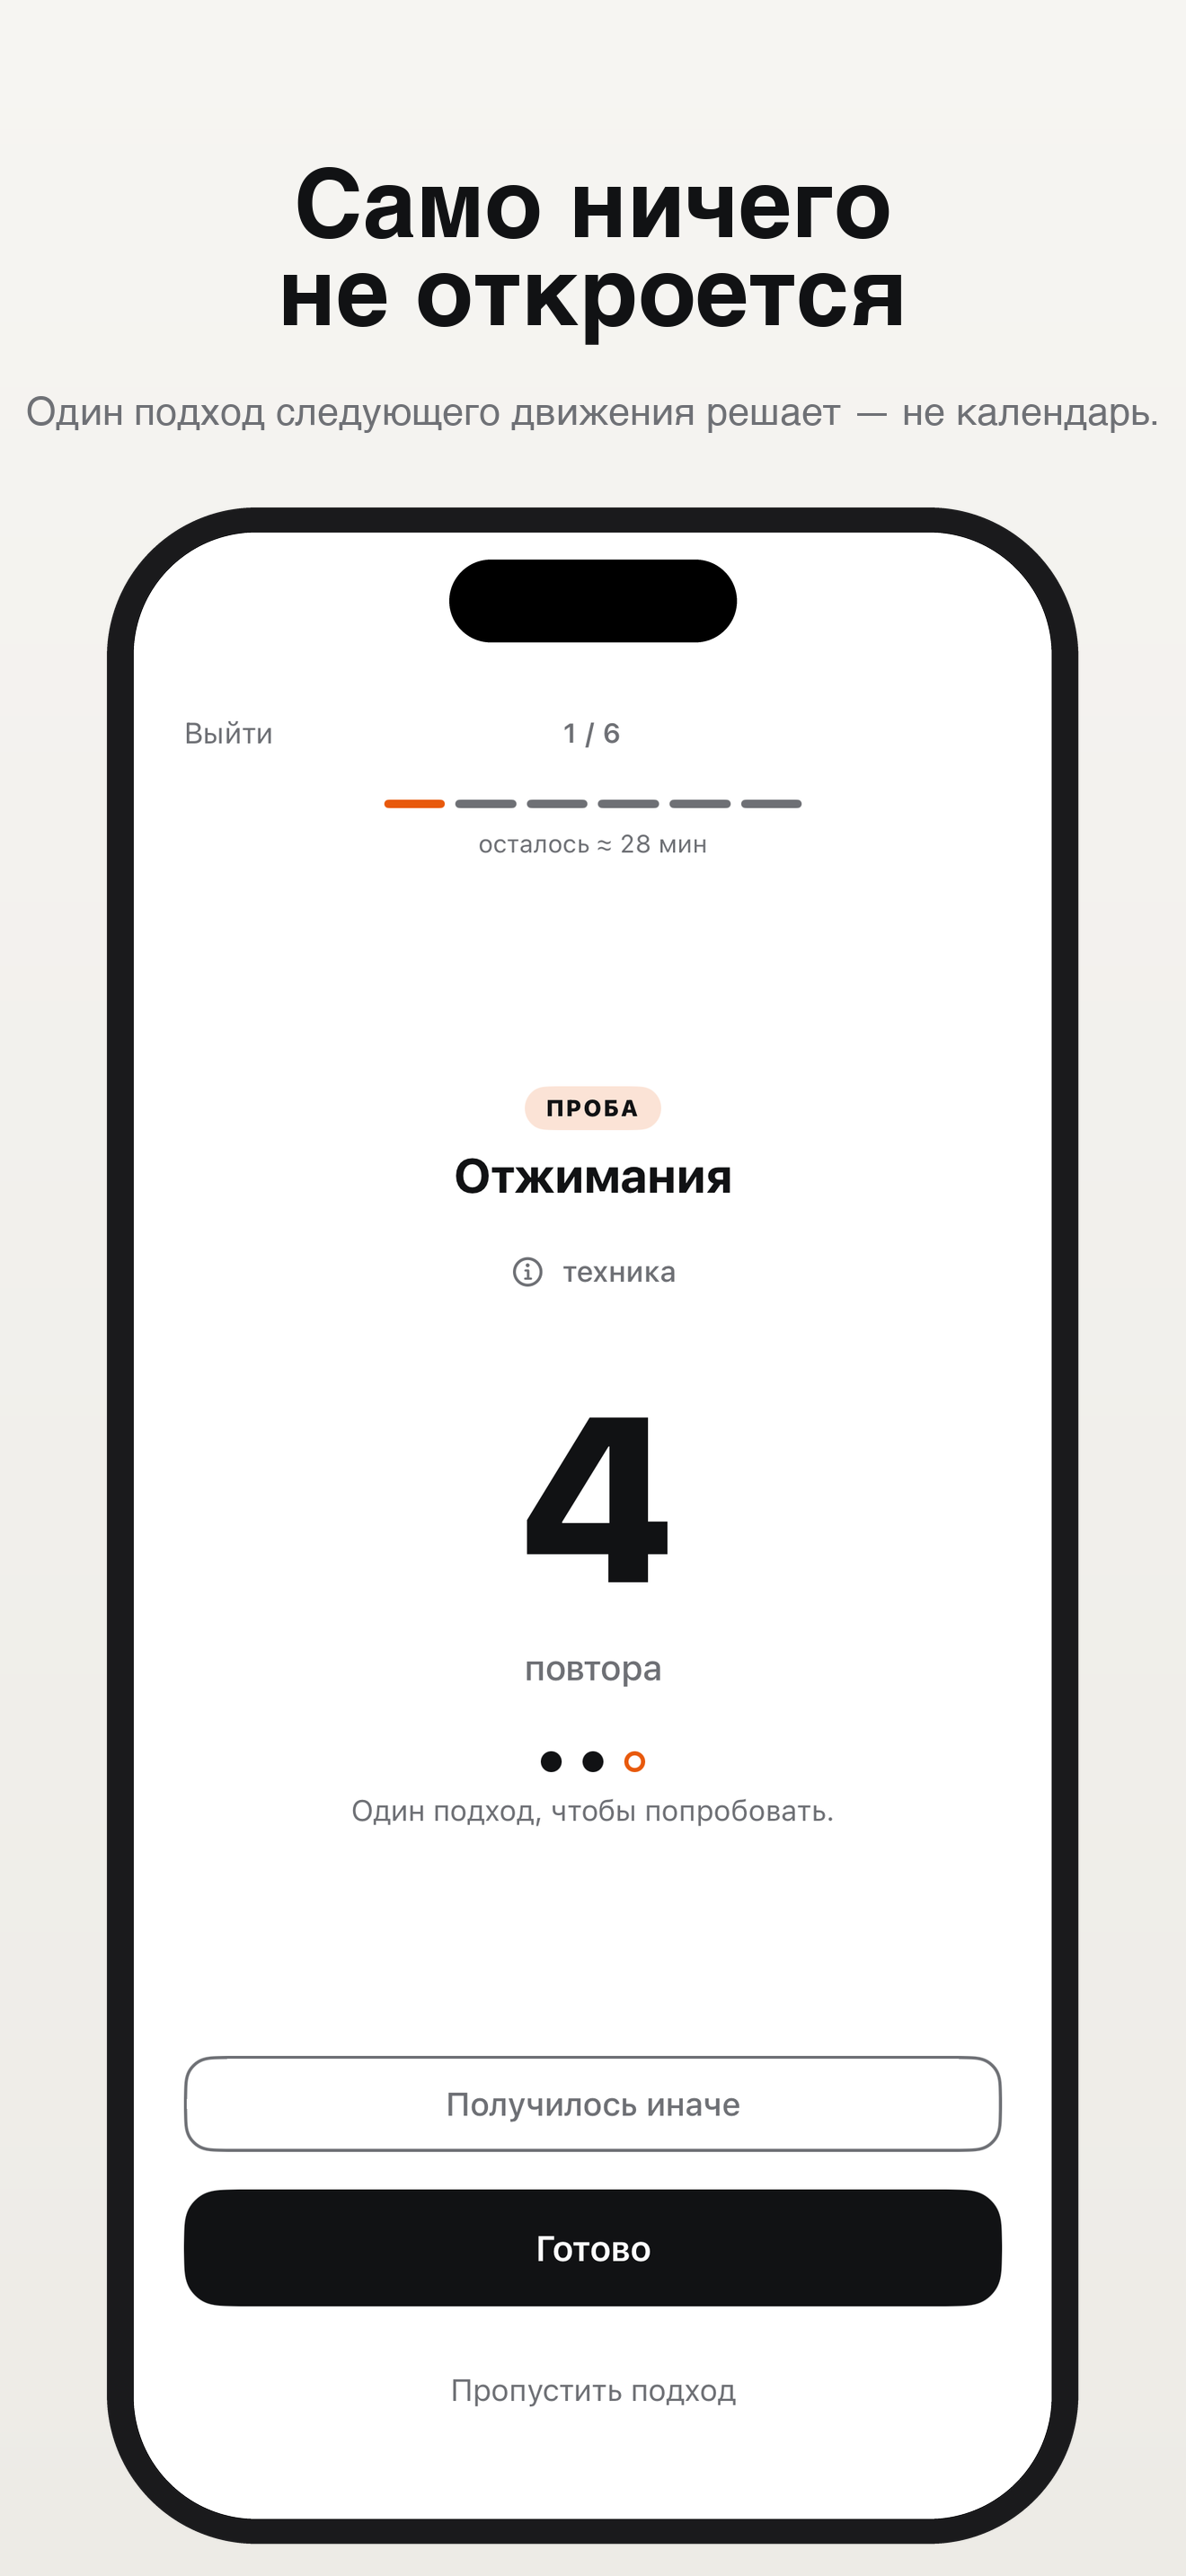 Само ничего
не откроется
Один подход следующего движения решает — не календарь.
Выйти
1 / 6
осталось ≈ 28 мин
ПРОБА
Отжимания
техника
4
повтора
Один подход, чтобы попробовать.
Получилось иначе
Готово
Пропустить подход